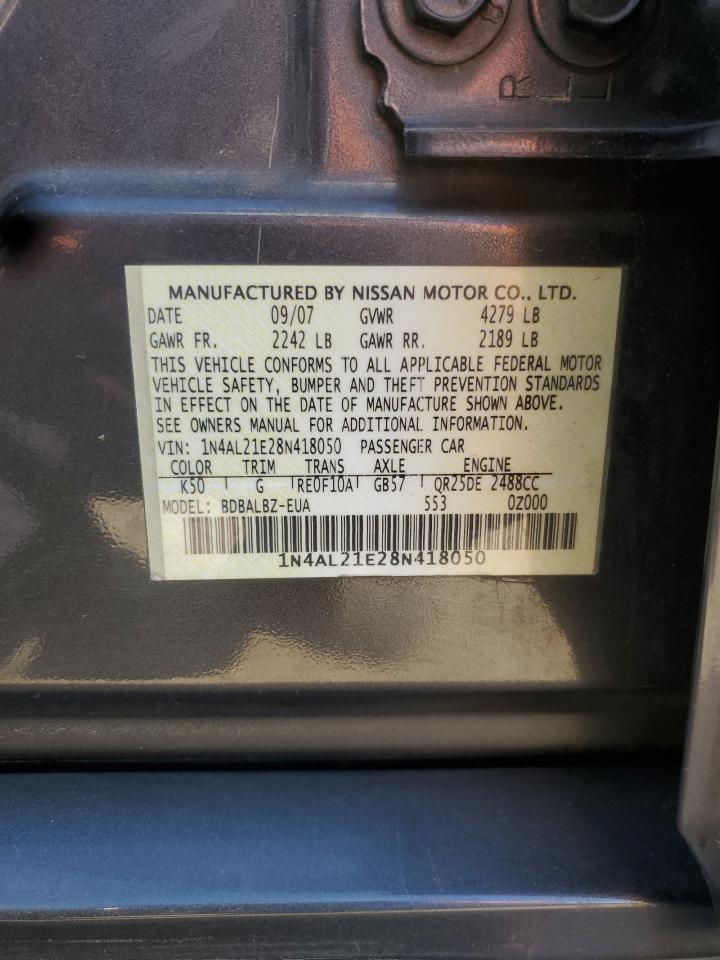 R L
L
MANUFACTURED BY NISSAN MOTOR CO., LTD.
DATE 09/07 GVWR 4279 LB
GAWR FR. 2242 LB GAWR RR. 2189 LB
THIS VEHICLE CONFORMS TO ALL APPLICABLE FEDERAL MOTOR
VEHICLE SAFETY, BUMPER AND THEFT PREVENTION STANDARDS
IN EFFECT ON THE DATE OF MANUFACTURE SHOWN ABOVE.
SEE OWNERS MANUAL FOR ADDITIONAL INFORMATION.
VIN: 1N4AL21E28N418050 PASSENGER CAR
COLOR TRIM TRANS AXLE ENGINE
K50 G RE0F10A GB57 QR25DE 2488CC
MODEL: BDBALBZ-EUA 553 0Z000
1N4AL21E28N418050